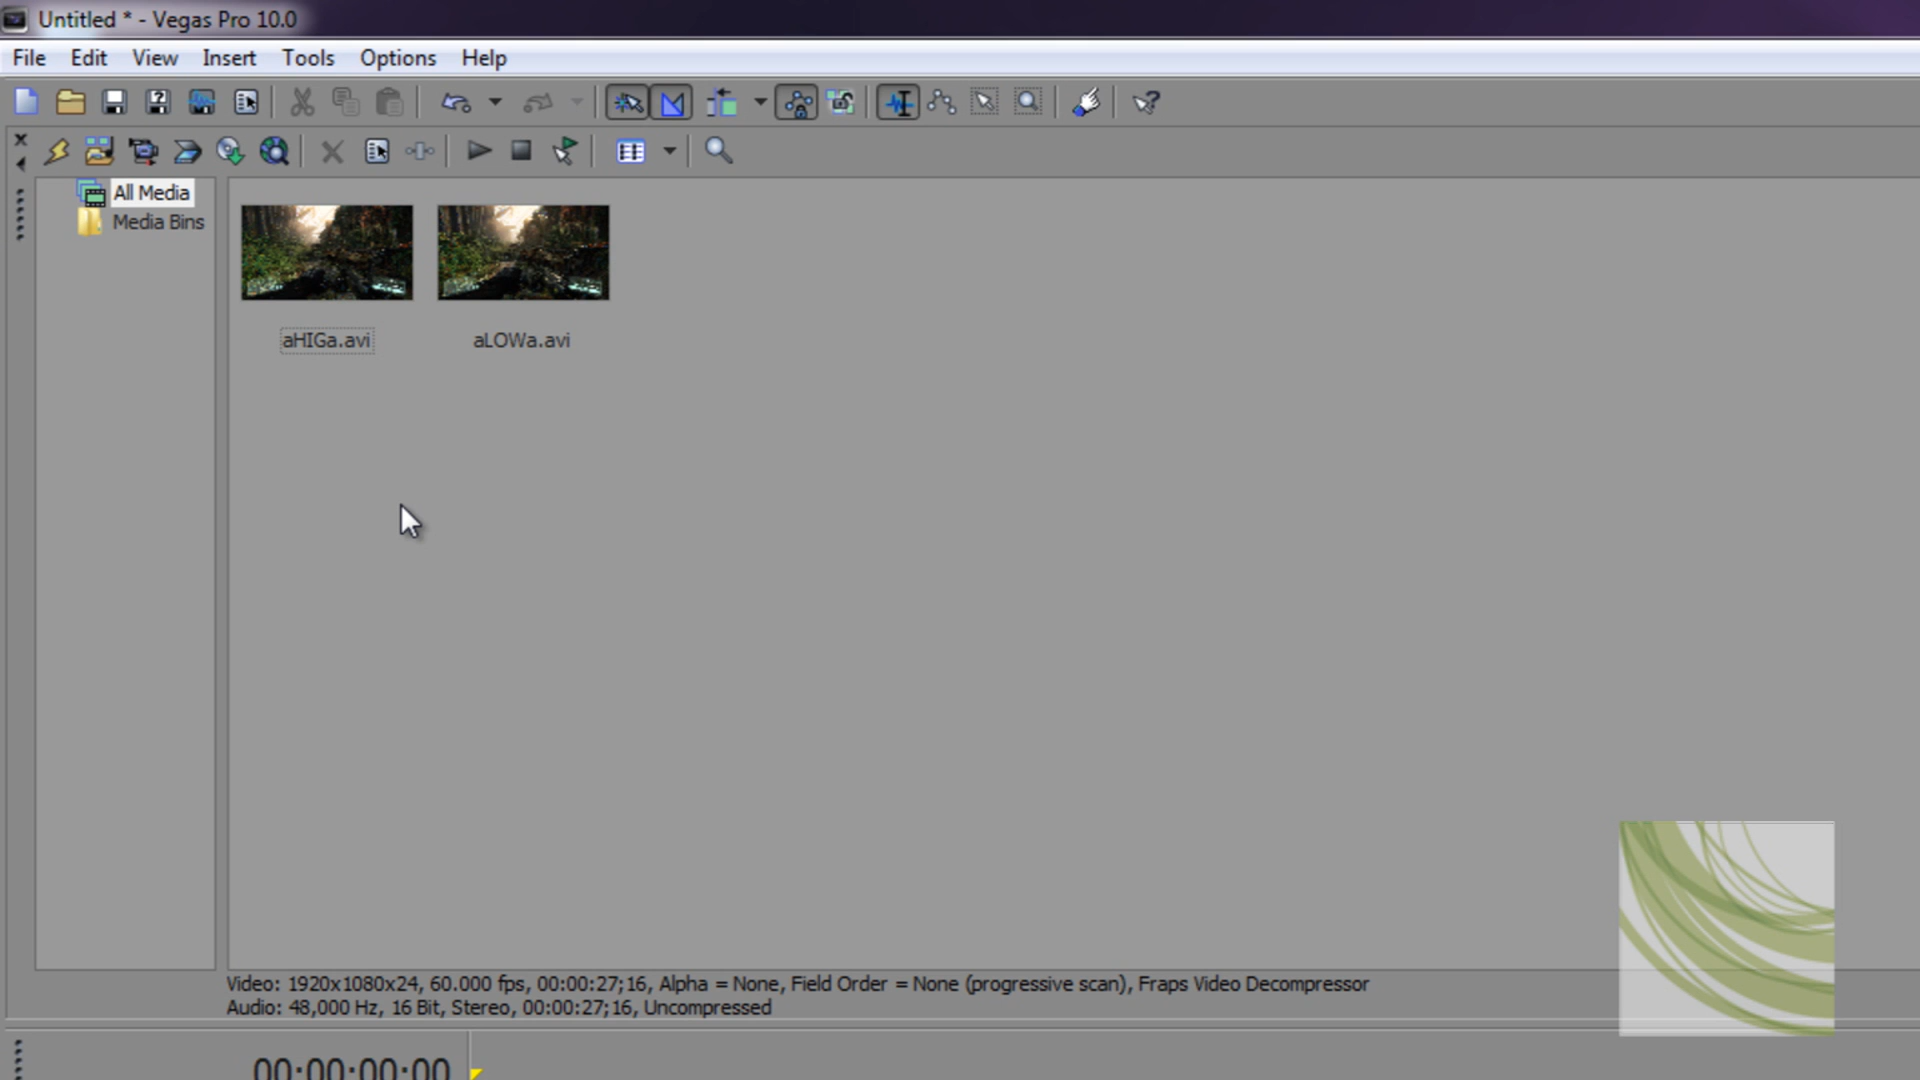 Untitled * - Vegas Pro 10.0
File Edit View Insert Tools Options Help
All Media
Media Bins
aHIGa.avi aLOWa.avi
Video: 1920x1080x24, 60.000 fps, 00:00:27;16, Alpha = None, Field Order = None (progressive scan), Fraps Video Decompressor
Audio: 48,000 Hz, 16 Bit, Stereo, 00:00:27;16, Uncompressed
00:00:00:00